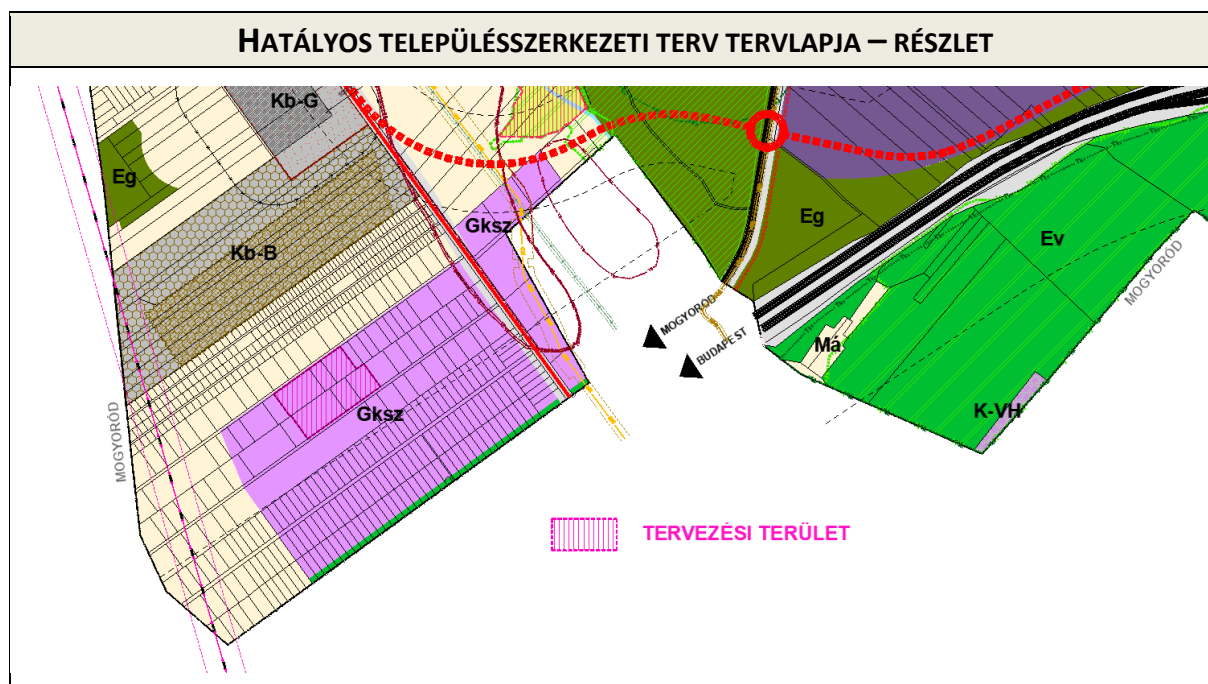 HATÁLYOS TELEPÜLÉSSZERKEZETI TERV TERVLAPJA – RÉSZLET
Kb-G
Eg
Gksz
Kb-B
Eg
Ev
MOGYORÓD
MOGYORÓD
BUDAPEST
Má
Gksz
MOGYORÓD
K-VH
TERVEZÉSI TERÜLET